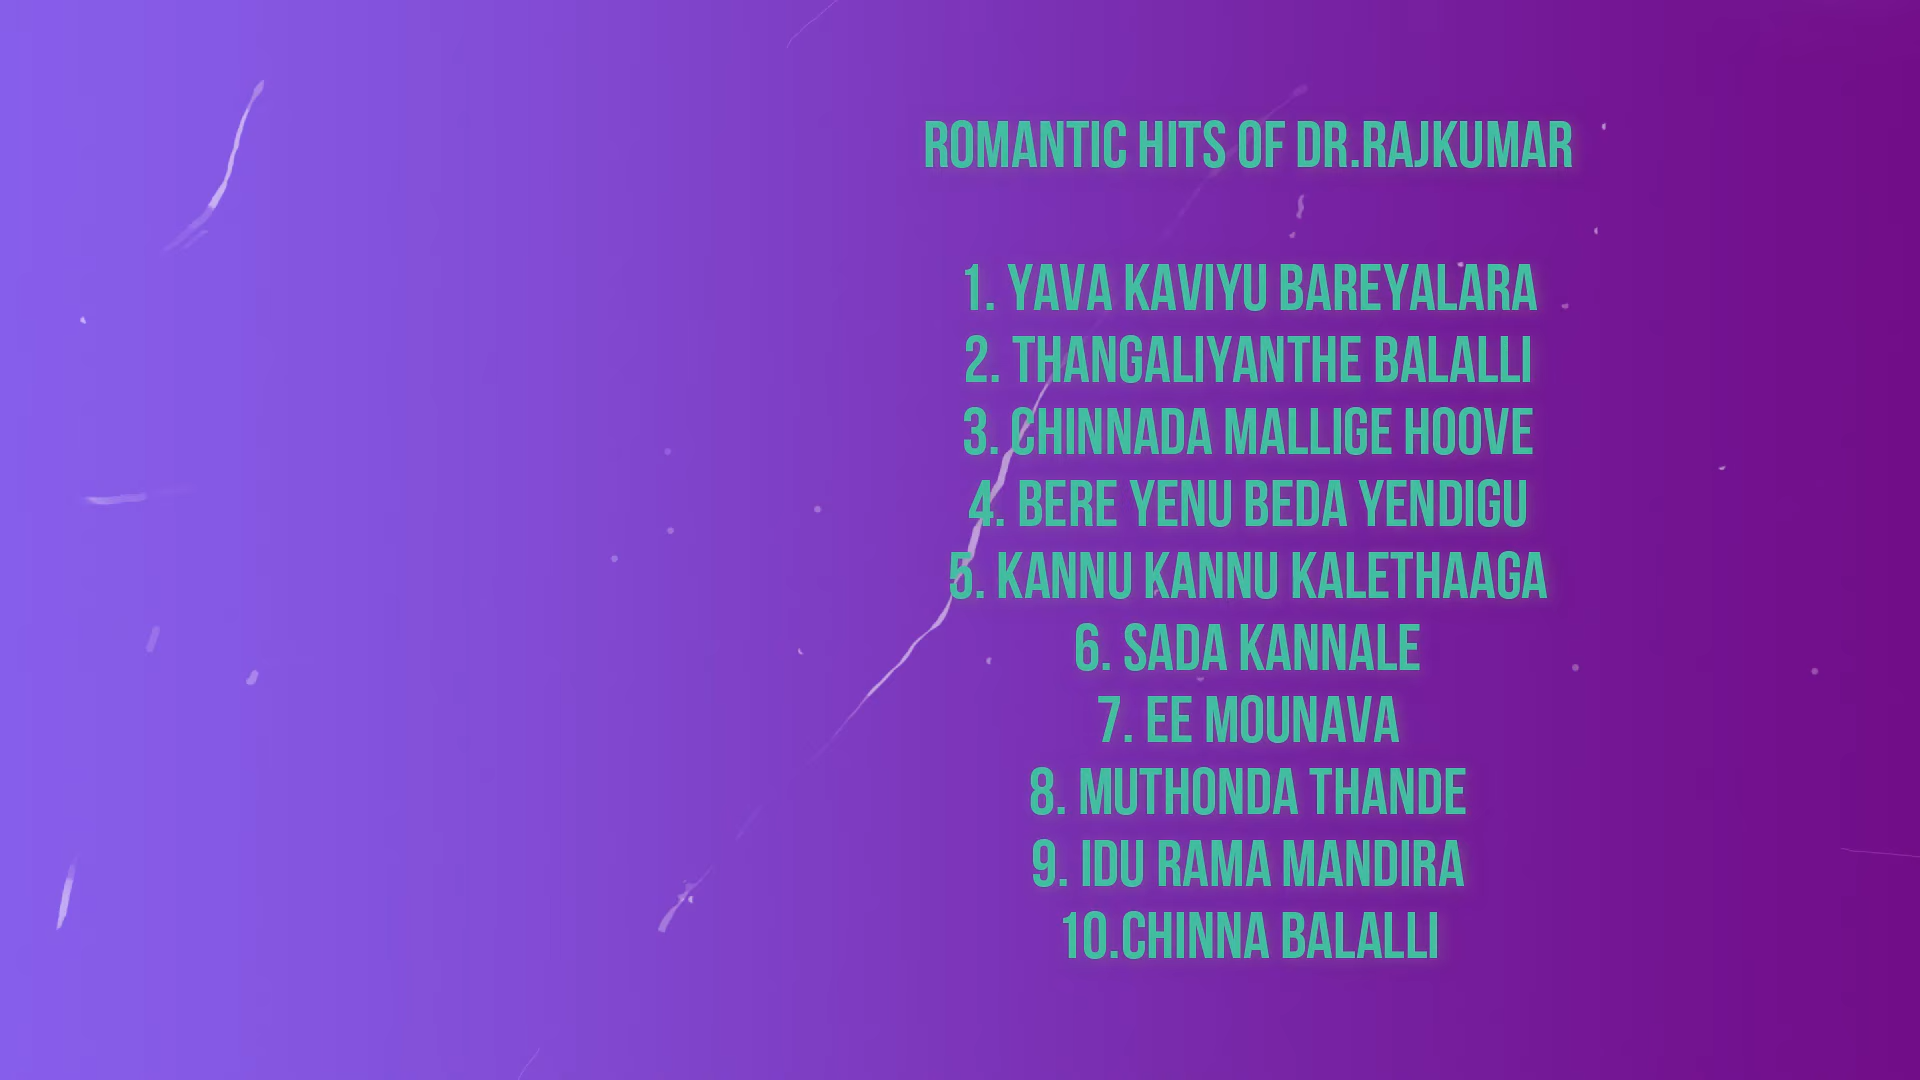 ROMANTIC HITS OF DR.RAJKUMAR
1. YAVA KAVIYU BAREYALARA
2. THANGALIYANTHE BALALLI
3. CHINNADA MALLIGE HOOVE
4. BERE YENU BEDA YENDIGU
5. KANNU KANNU KALETHAAGA
6. SADA KANNALE
7. EE MOUNAVA
8. MUTHONDA THANDE
9. IDU RAMA MANDIRA
10.CHINNA BALALLI